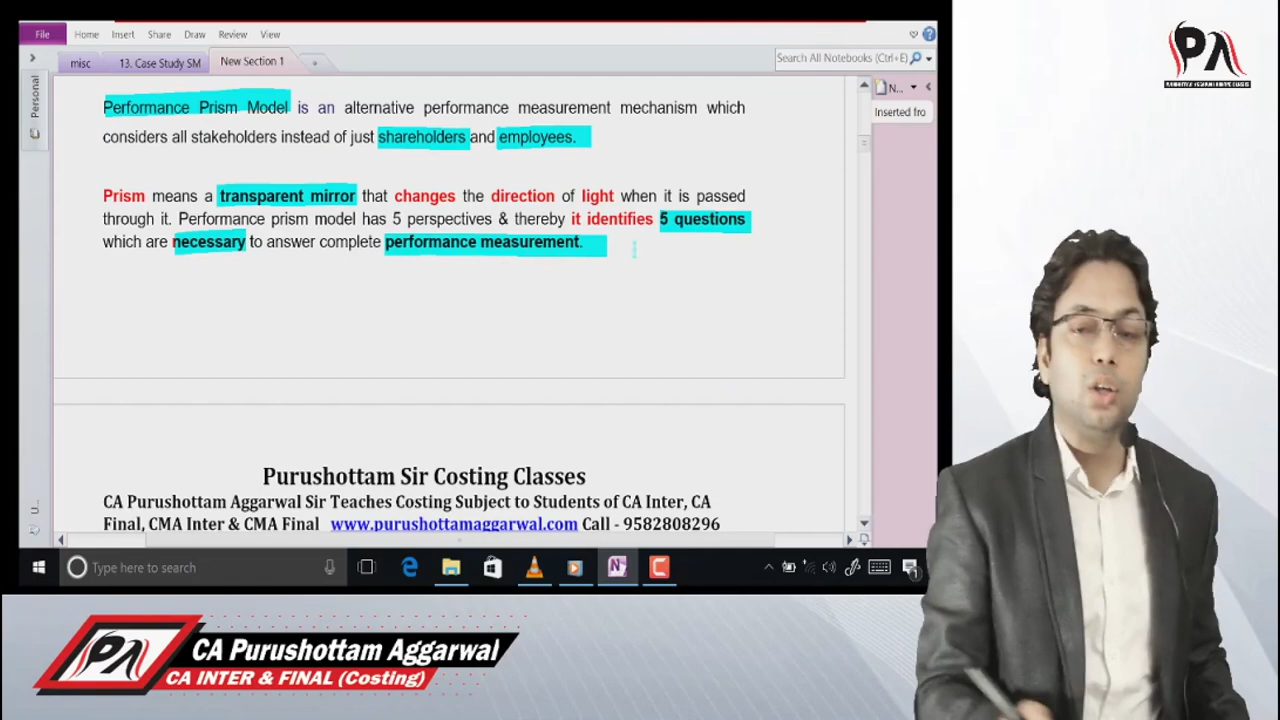 File
Home
Insert
Share
Draw
Review
View
misc
13. Case Study SM
New Section 1
Search All Notebooks (Ctrl+E)
Personal
N...
Inserted fro
Performance Prism Model is an alternative performance measurement mechanism which
considers all stakeholders instead of just shareholders and employees.
Prism means a transparent mirror that changes the direction of light when it is passed
through it. Performance prism model has 5 perspectives & thereby it identifies 5 questions
which are necessary to answer complete performance measurement.
Purushottam Sir Costing Classes
CA Purushottam Aggarwal Sir Teaches Costing Subject to Students of CA Inter, CA
Final, CMA Inter & CMA Final www.purushottamaggarwal.com Call - 9582808296
U...
Type here to search
1
PA
PA
CA Purushottam Aggarwal
CA INTER & FINAL (Costing)